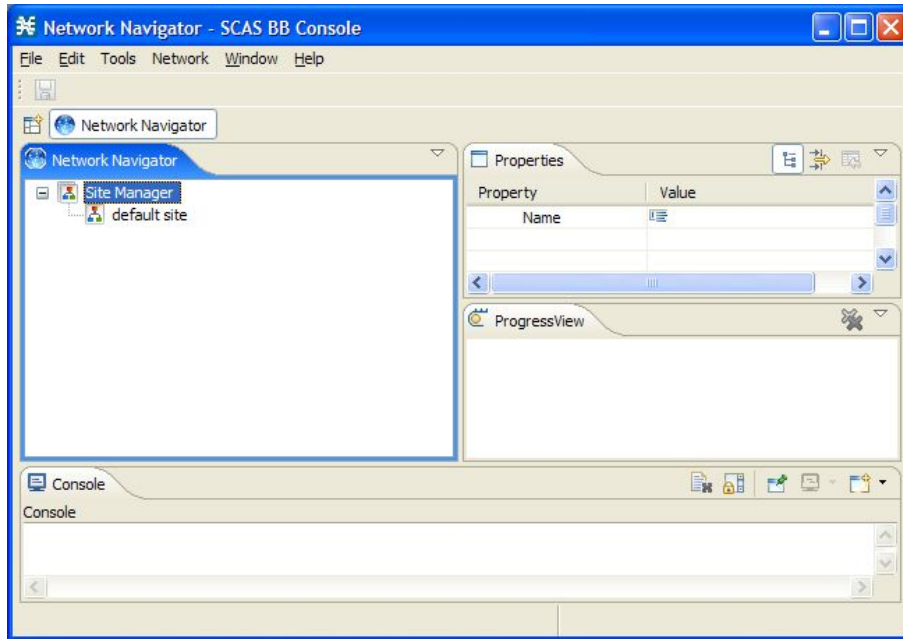 Network Navigator - SCAS BB Console
File Edit Tools Network Window Help
Network Navigator
Network Navigator
Site Manager
default site
Properties
Property Value
Name
ProgressView
Console
Console